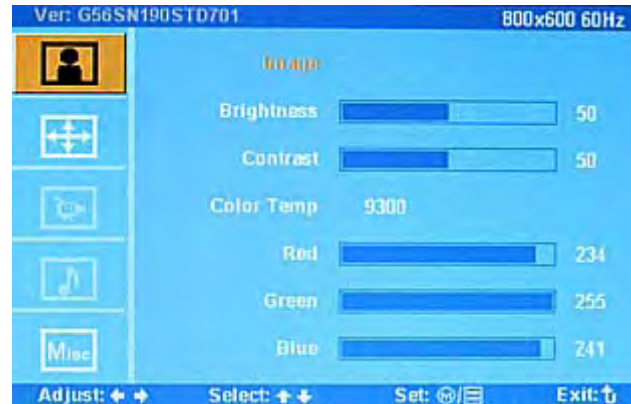 Ver: G56SN190STD701 800x600 60Hz
Image
Brightness 50
Contrast 50
Color Temp 9300
Red 234
Green 255
Blue 241
Misc
Adjust: Select: Set: M Exit: